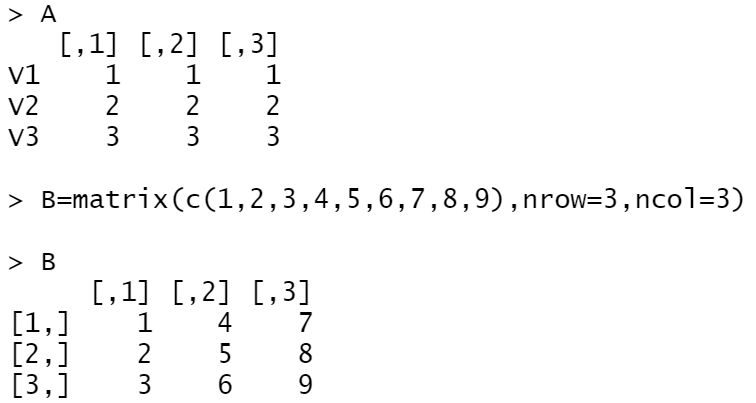 > A
   [,1] [,2] [,3]
v1    1    1    1
v2    2    2    2
v3    3    3    3
> B=matrix(c(1,2,3,4,5,6,7,8,9),nrow=3,ncol=3)
> B
     [,1] [,2] [,3]
[1,]    1    4    7
[2,]    2    5    8
[3,]    3    6    9